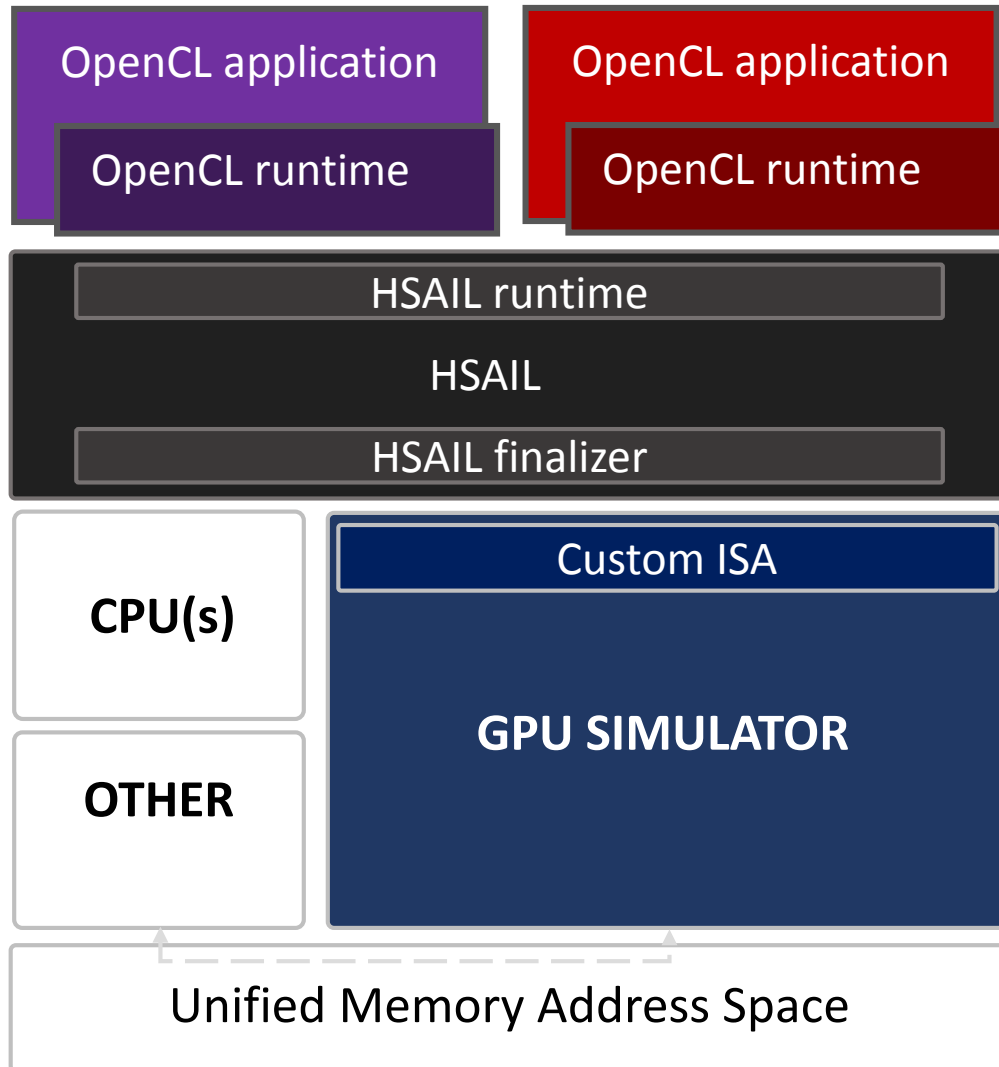 OpenCL application
OpenCL application
OpenCL runtime
OpenCL runtime
HSAIL runtime
HSAIL
HSAIL finalizer
Custom ISA
CPU(s)
GPU SIMULATOR
OTHER
Unified Memory Address Space